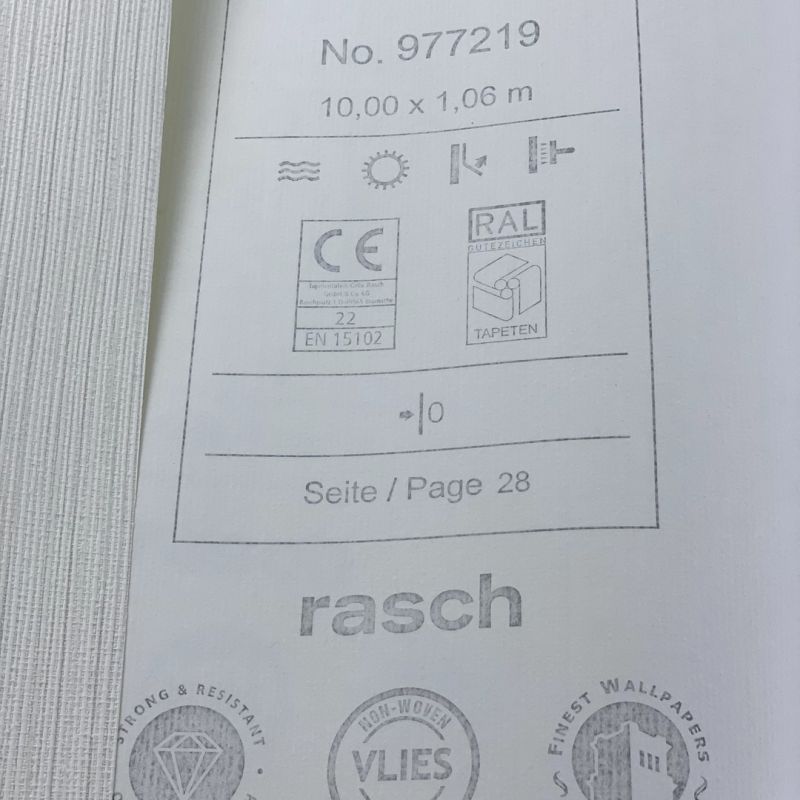 No. 977219
10,00 x 1,06 m
CE
RAL
GÜTEZEICHEN
22
EN 15102
TAPETEN
0
Seite / Page 28
rasch
STRONG & RESISTANT
NON-WOVEN
VLIES
FINEST WALLPAPERS